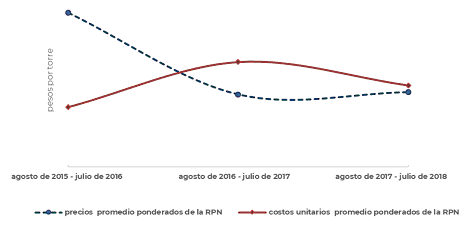 pesos por torre
agosto de 2015 - julio de 2016
agosto de 2016 - julio de 2017
agosto de 2017 - julio de 2018
precios promedio ponderados de la RPN
costos unitarios promedio ponderados de la RPN